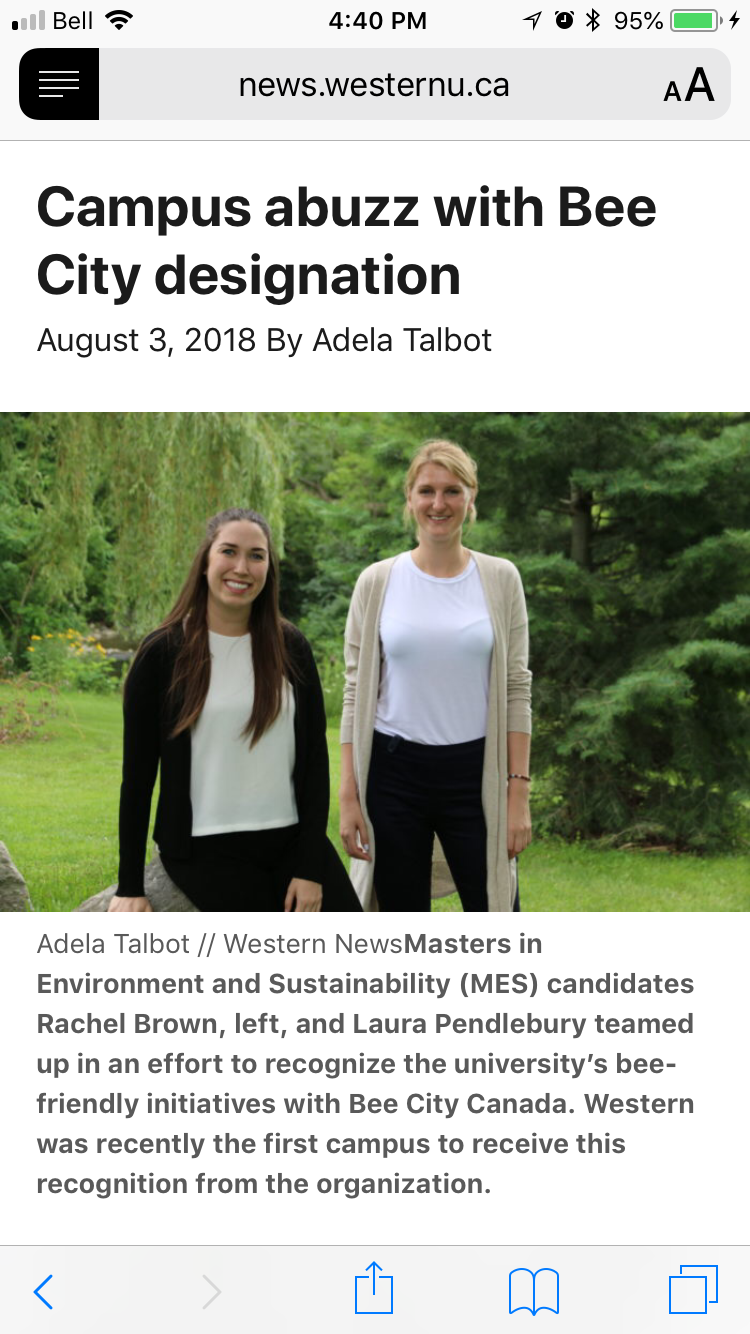 Bell 4:40 PM 95%
news.westernu.ca AA
Campus abuzz with Bee
City designation
August 3, 2018 By Adela Talbot
Adela Talbot // Western NewsMasters in
Environment and Sustainability (MES) candidates
Rachel Brown, left, and Laura Pendlebury teamed
up in an effort to recognize the university’s bee-
friendly initiatives with Bee City Canada. Western
was recently the first campus to receive this
recognition from the organization.